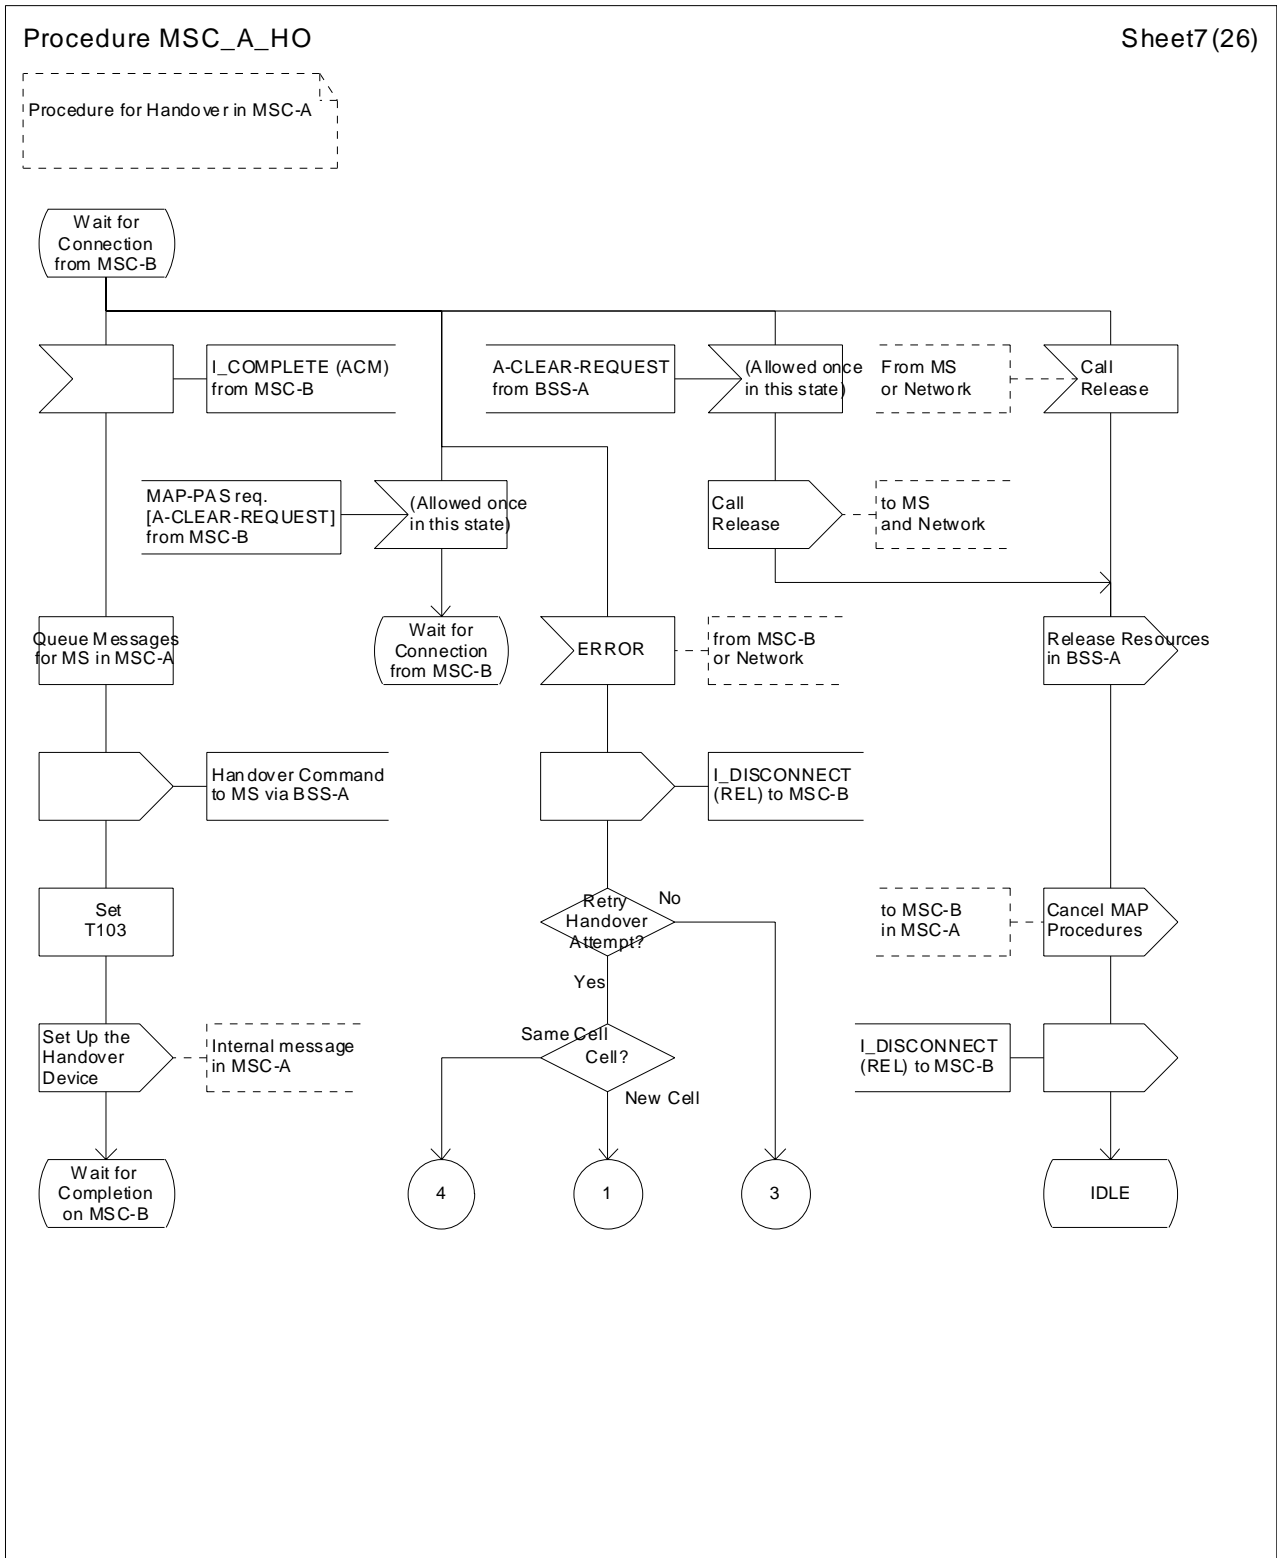 Procedure MSC_A_HO
Sheet7(26)
Procedure for Handover in MSC-A
Wait for
Connection
from MSC-B
I_COMPLETE (ACM)
from MSC-B
A-CLEAR-REQUEST
from BSS-A
(Allowed once
in this state)
From MS
or Network
Call
Release
MAP-PAS req.
[A-CLEAR-REQUEST]
from MSC-B
(Allowed once
in this state)
Call
Release
to MS
and Network
Queue Messages
for MS in MSC-A
Wait for
Connection
from MSC-B
ERROR
from MSC-B
or Network
Release Resources
in BSS-A
Handover Command
to MS via BSS-A
I_DISCONNECT
(REL) to MSC-B
Set
T103
Retry
Handover
Attempt?
No
Yes
to MSC-B
in MSC-A
Cancel MAP
Procedures
Set Up the
Handover
Device
Internal message
in MSC-A
Same Cell
Cell?
New Cell
I_DISCONNECT
(REL) to MSC-B
Wait for
Completion
on MSC-B
4
1
3
IDLE